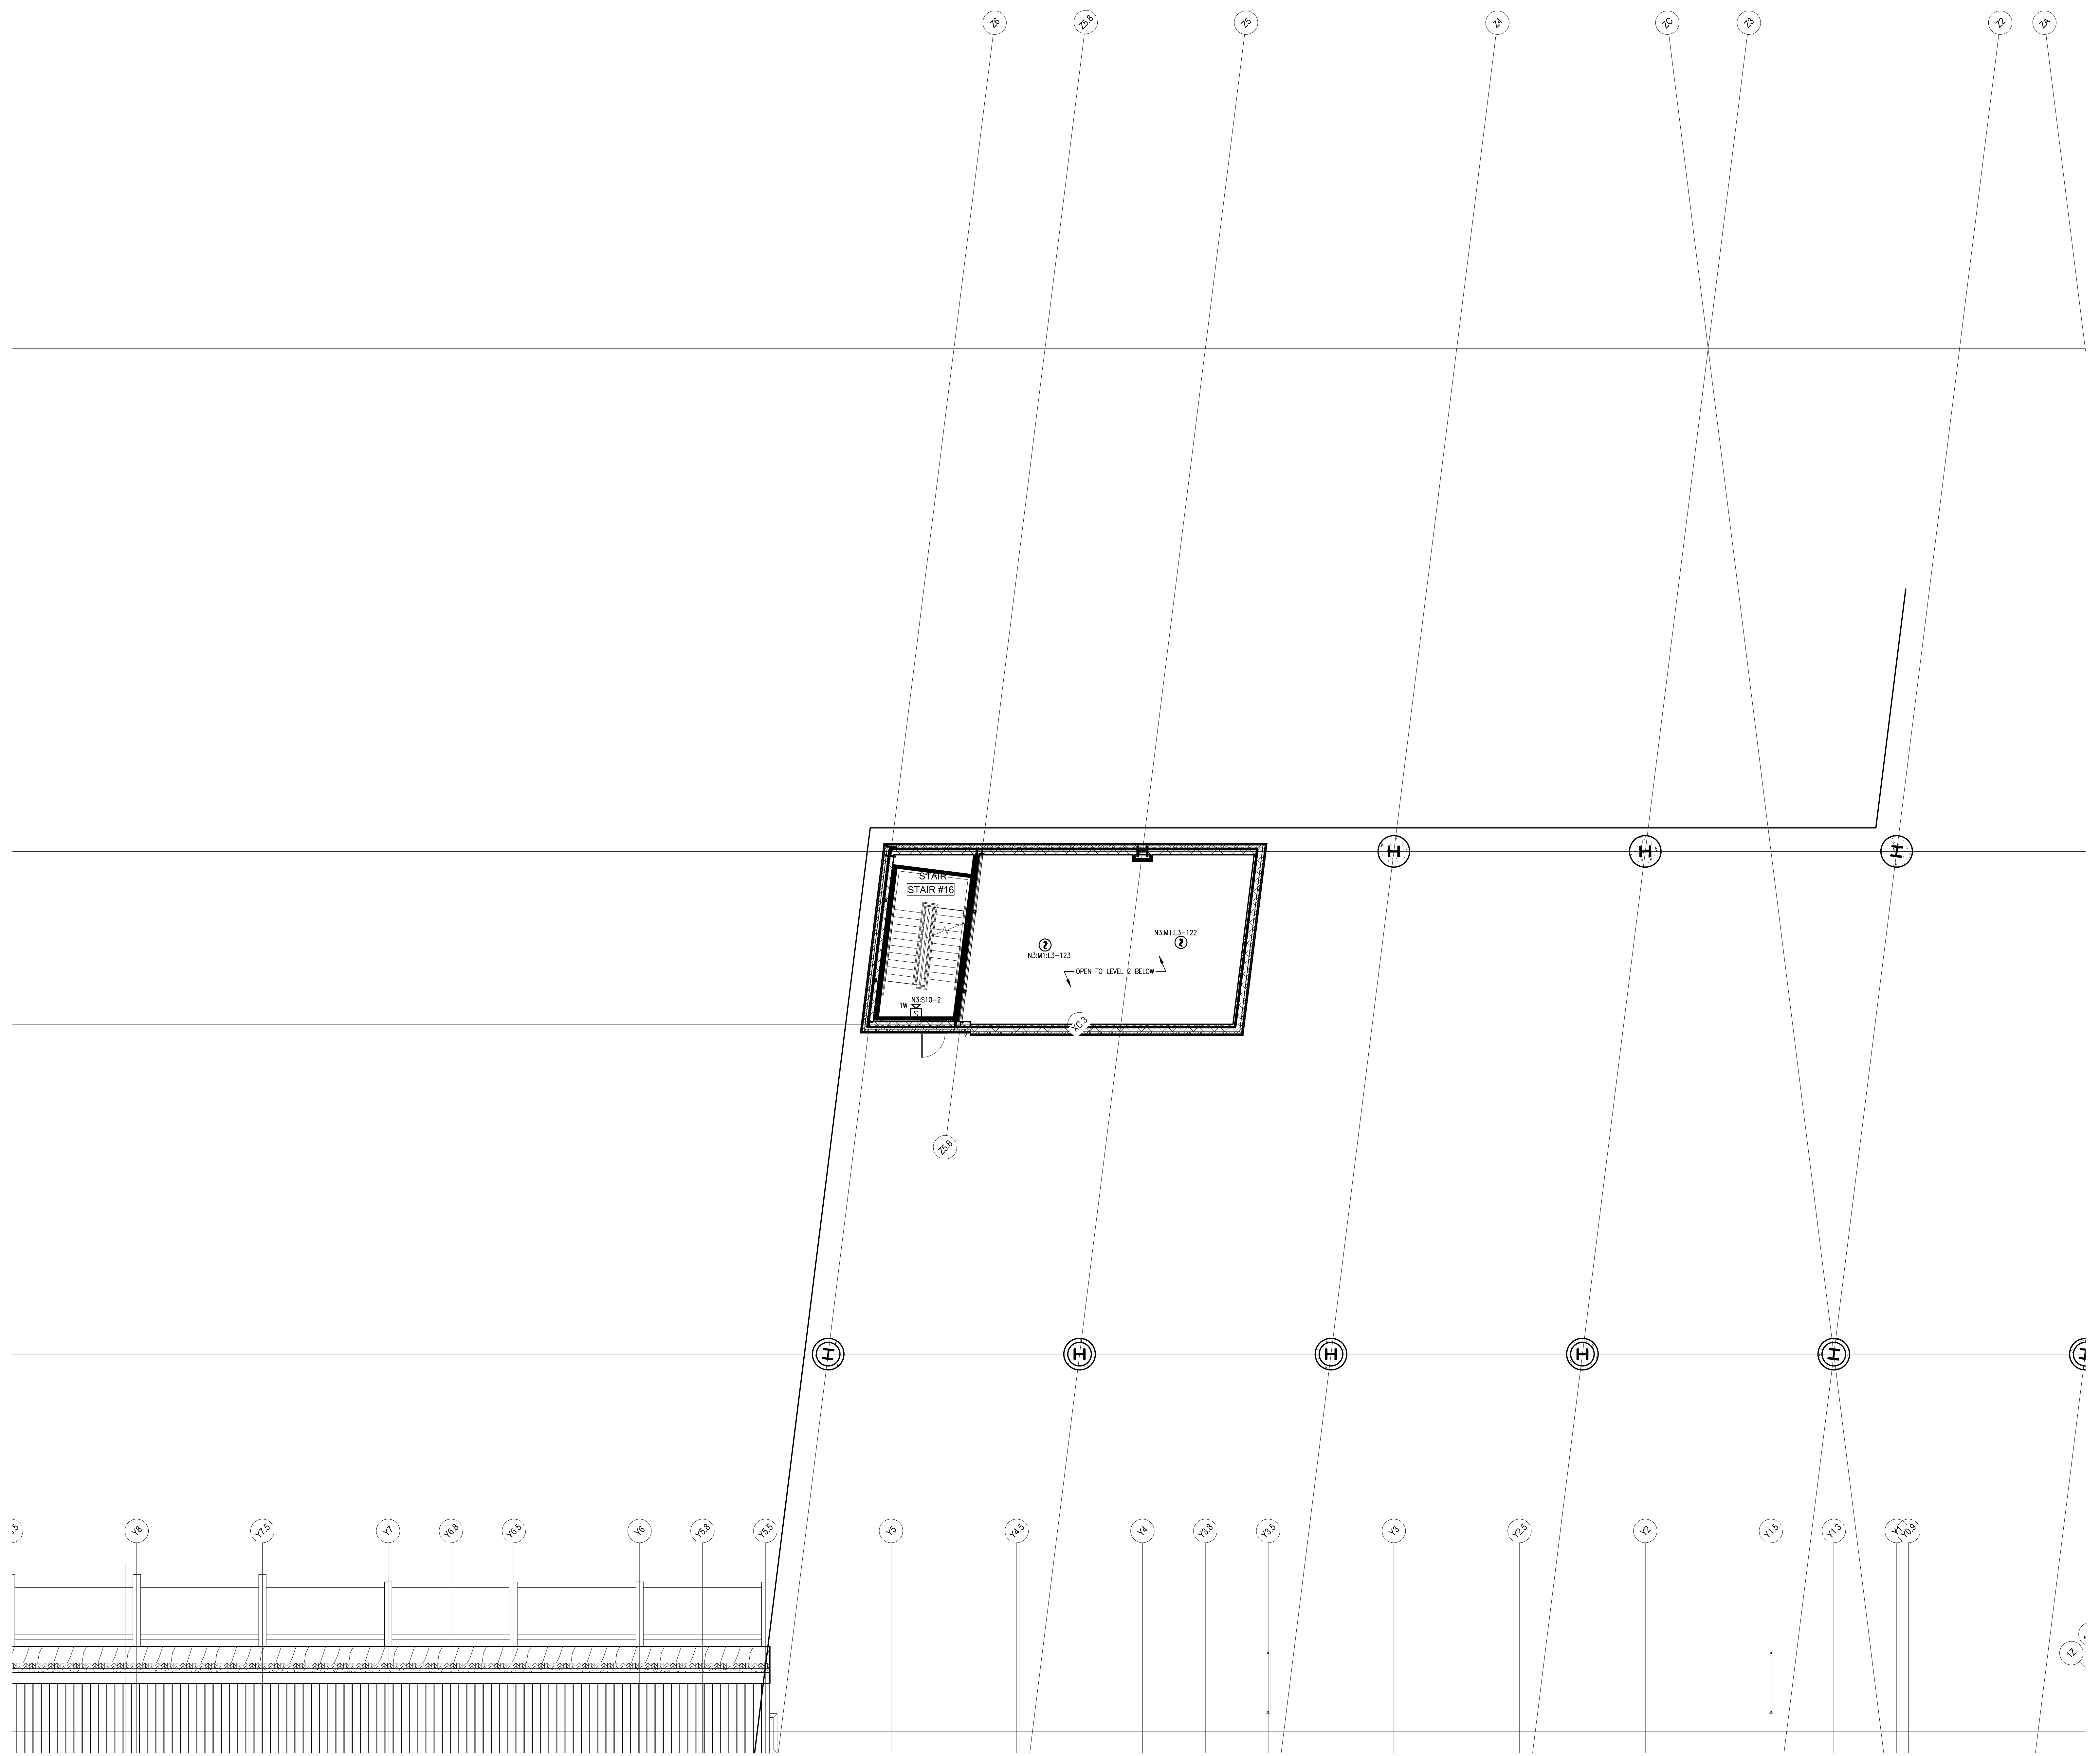 Z6
Z5.8
Z5
Z4
ZC
Z3
Z2
ZA
STAIR
STAIR #16
N3:M1:L3-122
N3:M1:L3-123
OPEN TO LEVEL 2 BELOW
N3:S10-2
1W
S
XC.3
Z5.8
Y8
Y7.5
Y7
Y6.8
Y6.5
Y6
Y5.8
Y5.5
Y5
Y4.5
Y4
Y3.8
Y3.5
Y3
Y2.5
Y2
Y1.5
Y1.3
Y1
Y0.9